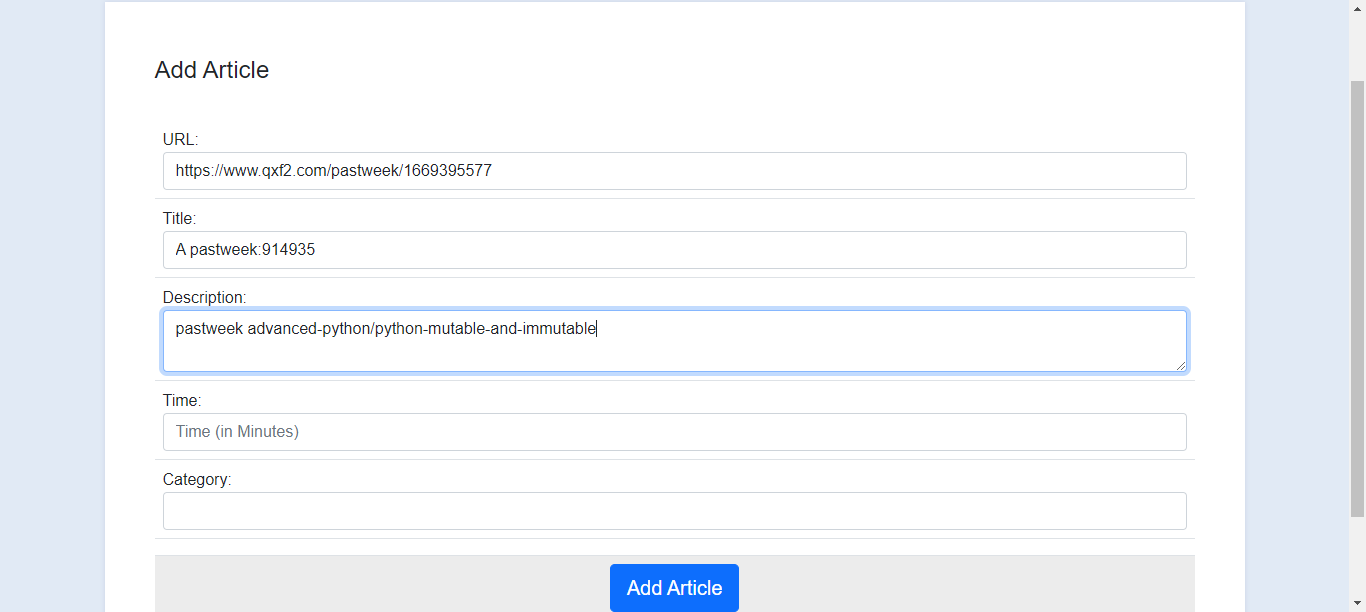 Add Article
URL:
https://www.qxf2.com/pastweek/1669395577
Title:
A pastweek:914935
Description:
pastweek advanced-python/python-mutable-and-immutable
Time:
Time (in Minutes)
Category:
Add Article